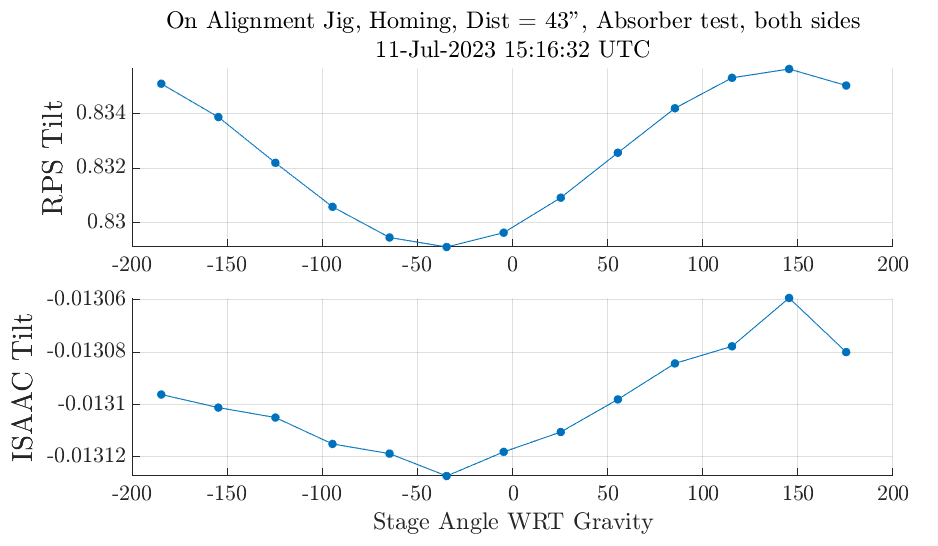 On Alignment Jig, Homing, Dist = 43”, Absorber test, both sides
11-Jul-2023 15:16:32 UTC
RPS Tilt
0.834
0.832
0.83
-200 -150 -100 -50 0 50 100 150 200
ISAAC Tilt
-0.01306
-0.01308
-0.0131
-0.01312
-200 -150 -100 -50 0 50 100 150 200
Stage Angle WRT Gravity